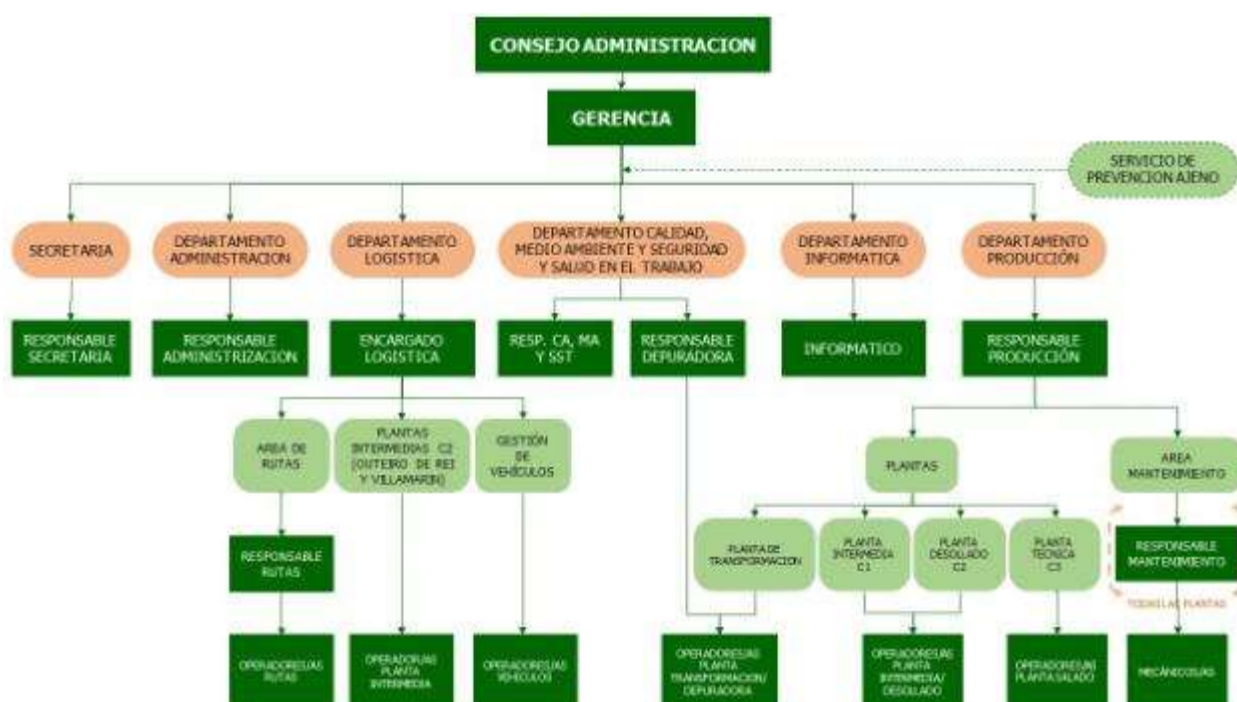 CONSEJO ADMINISTRACION
GERENCIA
SERVICIO DE
PREVENCION AJENO
SECRETARIA
DEPARTAMENTO
ADMINISTRACION
DEPARTAMENTO
LOGISTICA
DEPARTAMENTO CALIDAD,
MEDIO AMBIENTE Y SEGURIDAD
Y SALUD EN EL TRABAJO
DEPARTAMENTO
INFORMATICA
DEPARTAMENTO
PRODUCCIÓN
RESPONSABLE
SECRETARIA
RESPONSABLE
ADMINISTRIZACION
ENCARGADO
LOGISTICA
RESP. CA, MA
Y SST
RESPONSABLE
DEPURADORA
INFORMATICO
RESPONSABLE
PRODUCCIÓN
AREA DE
RUTAS
PLANTAS
INTERMEDIAS C2
(OUTEIRO DE REI
Y VILLAMARIN)
GESTIÓN
DE
VEHÍCULOS
PLANTAS
AREA
MANTENIMIENTO
RESPONSABLE
RUTAS
PLANTA DE
TRANSFORMACION
PLANTA
INTERMEDIA
C1
PLANTA
DESOLLADO
C2
PLANTA
TECNICA
C3
RESPONSABLE
MANTENIMIENTO
TODAS LAS PLANTAS
OPERADORES/AS
RUTAS
OPERADOR/AS
PLANTA
INTERMEDIA
OPERADORES/AS
VEHICULOS
OPERADORES/AS
PLANTA
TRANSFORMACION/
DEPURADORA
OPERADORES/AS
PLANTA
INTERMEDIA/
DESOLLADO
OPERADORES/AS
PLANTA SALADO
MECÁNICOS/AS